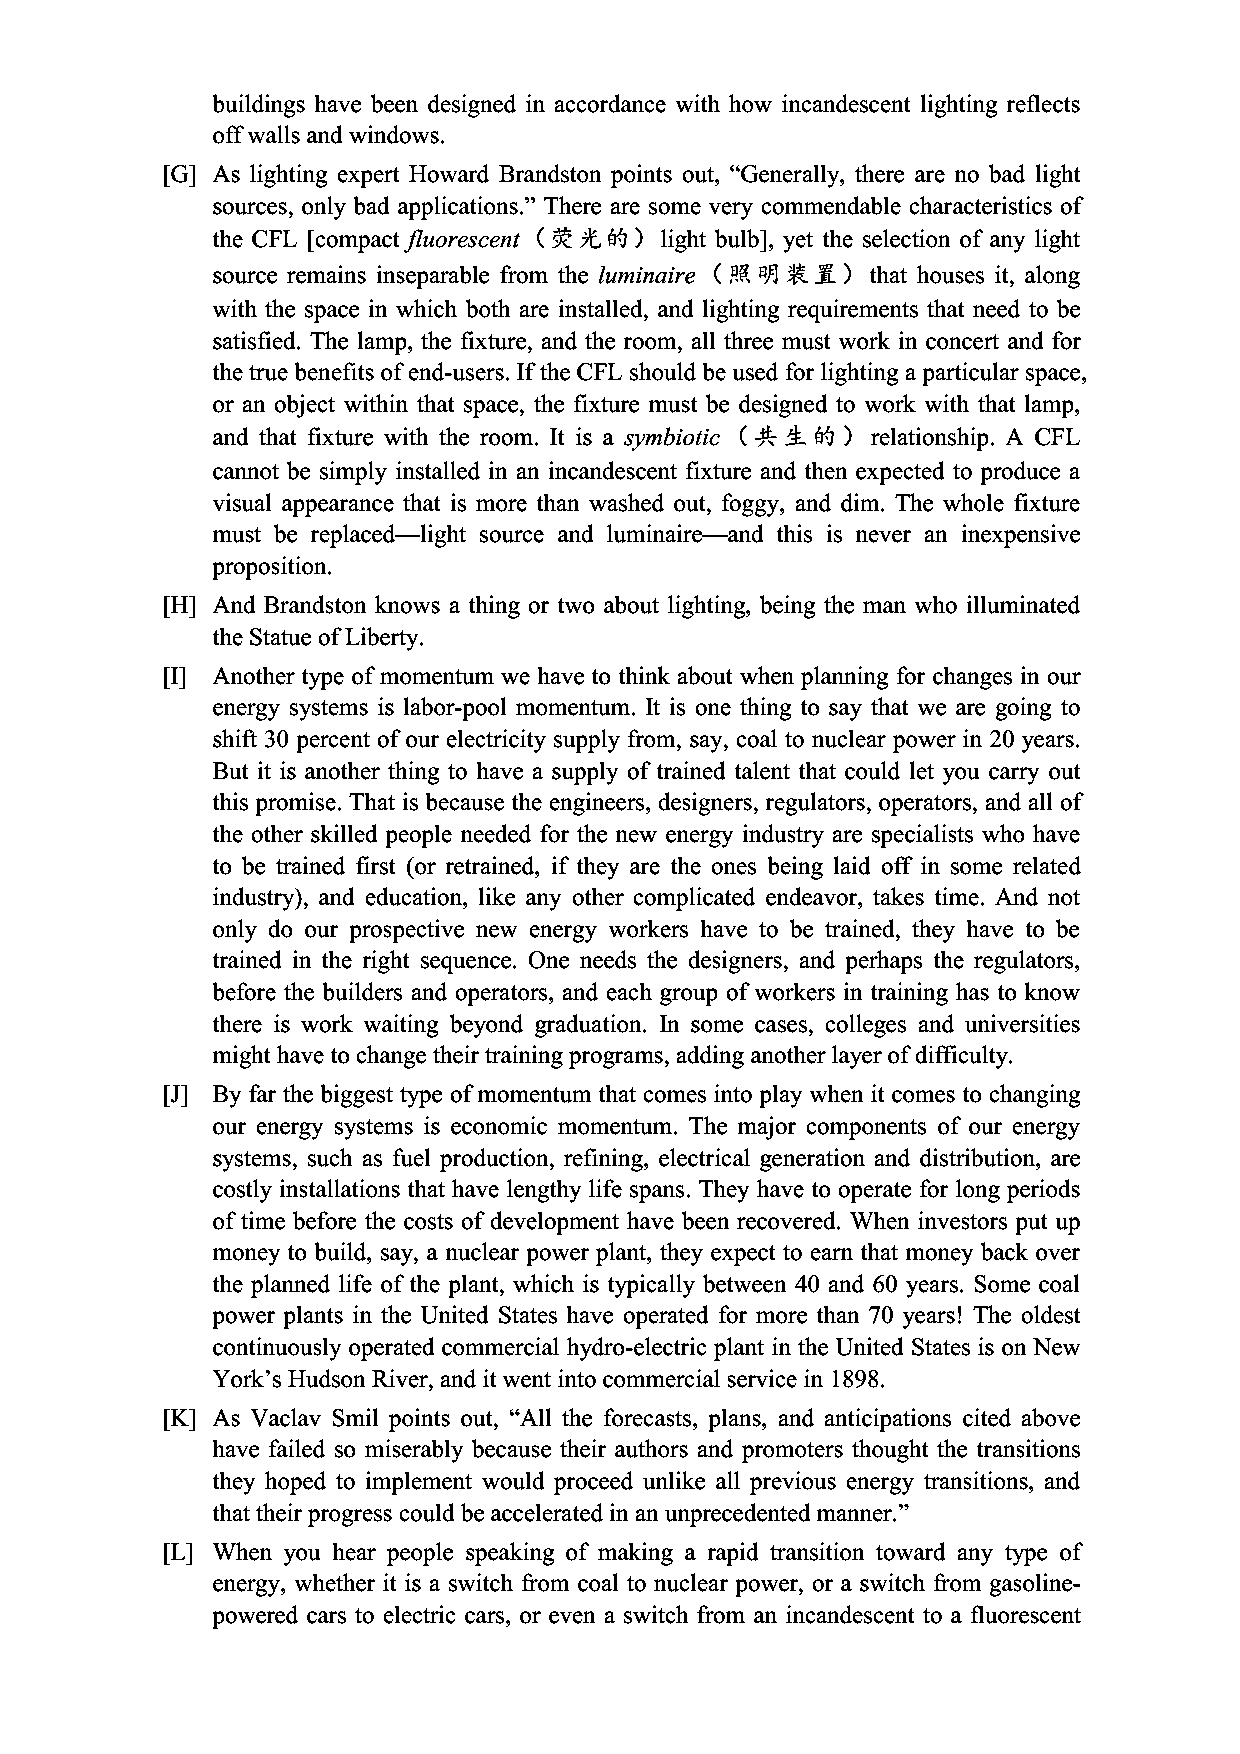 buildings have been designed in accordance with how incandescent lighting reflects
off walls and windows.
[G] As lighting expert Howard Brandston points out, “Generally, there are no bad light
sources, only bad applications.” There are some very commendable characteristics of
the CFL [compact fluorescent（荧光的）light bulb], yet the selection of any light
source remains inseparable from the luminaire（照明装置）that houses it, along
with the space in which both are installed, and lighting requirements that need to be
satisfied. The lamp, the fixture, and the room, all three must work in concert and for
the true benefits of end-users. If the CFL should be used for lighting a particular space,
or an object within that space, the fixture must be designed to work with that lamp,
and that fixture with the room. It is a symbiotic（共生的）relationship. A CFL
cannot be simply installed in an incandescent fixture and then expected to produce a
visual appearance that is more than washed out, foggy, and dim. The whole fixture
must be replaced—light source and luminaire—and this is never an inexpensive
proposition.
[H] And Brandston knows a thing or two about lighting, being the man who illuminated
the Statue of Liberty.
[I] Another type of momentum we have to think about when planning for changes in our
energy systems is labor-pool momentum. It is one thing to say that we are going to
shift 30 percent of our electricity supply from, say, coal to nuclear power in 20 years.
But it is another thing to have a supply of trained talent that could let you carry out
this promise. That is because the engineers, designers, regulators, operators, and all of
the other skilled people needed for the new energy industry are specialists who have
to be trained first (or retrained, if they are the ones being laid off in some related
industry), and education, like any other complicated endeavor, takes time. And not
only do our prospective new energy workers have to be trained, they have to be
trained in the right sequence. One needs the designers, and perhaps the regulators,
before the builders and operators, and each group of workers in training has to know
there is work waiting beyond graduation. In some cases, colleges and universities
might have to change their training programs, adding another layer of difficulty.
[J] By far the biggest type of momentum that comes into play when it comes to changing
our energy systems is economic momentum. The major components of our energy
systems, such as fuel production, refining, electrical generation and distribution, are
costly installations that have lengthy life spans. They have to operate for long periods
of time before the costs of development have been recovered. When investors put up
money to build, say, a nuclear power plant, they expect to earn that money back over
the planned life of the plant, which is typically between 40 and 60 years. Some coal
power plants in the United States have operated for more than 70 years! The oldest
continuously operated commercial hydro-electric plant in the United States is on New
York’s Hudson River, and it went into commercial service in 1898.
[K] As Vaclav Smil points out, “All the forecasts, plans, and anticipations cited above
have failed so miserably because their authors and promoters thought the transitions
they hoped to implement would proceed unlike all previous energy transitions, and
that their progress could be accelerated in an unprecedented manner.”
[L] When you hear people speaking of making a rapid transition toward any type of
energy, whether it is a switch from coal to nuclear power, or a switch from gasoline-
powered cars to electric cars, or even a switch from an incandescent to a fluorescent